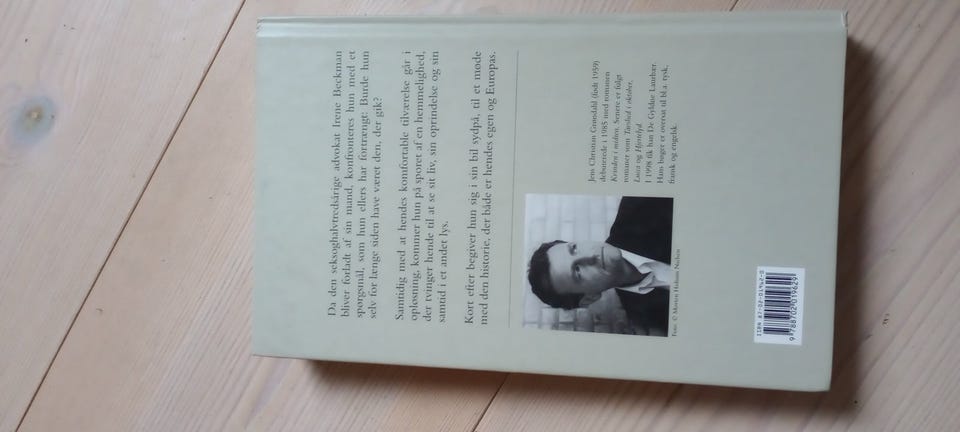 Da den seksoghalvtredsårige advokat Irene Beckman
bliver forladt af sin mand, konfronteres hun med et
spørgsmål, som hun ellers har fortrængt: Burde hun
selv for længe siden have været den, der gik?
Samtidig med at hendes komfortable tilværelse går i
opløsning, kommer hun på sporet af en hemmelighed,
der tvinger hende til at se sit liv, sin oprindelse og sin
samtid i et andet lys.
Kort efter begiver hun sig i sin bil sydpå, til et møde
med den historie, der både er hendes egen og Europas.
Jens Christian Grøndahl (født 1959)
debuterede i 1985 med romanen
Kvinden i midten. Senere er fulgt
romaner som Tavshed i oktober,
Lucca og Hjertelyd.
I 1998 fik han De Gyldne Laurbær.
Hans bøger er oversat til bl.a. tysk,
fransk og engelsk.
Foto: © Morten Holtum Nielsen
ISBN 87-02-01962-0
9788702019629